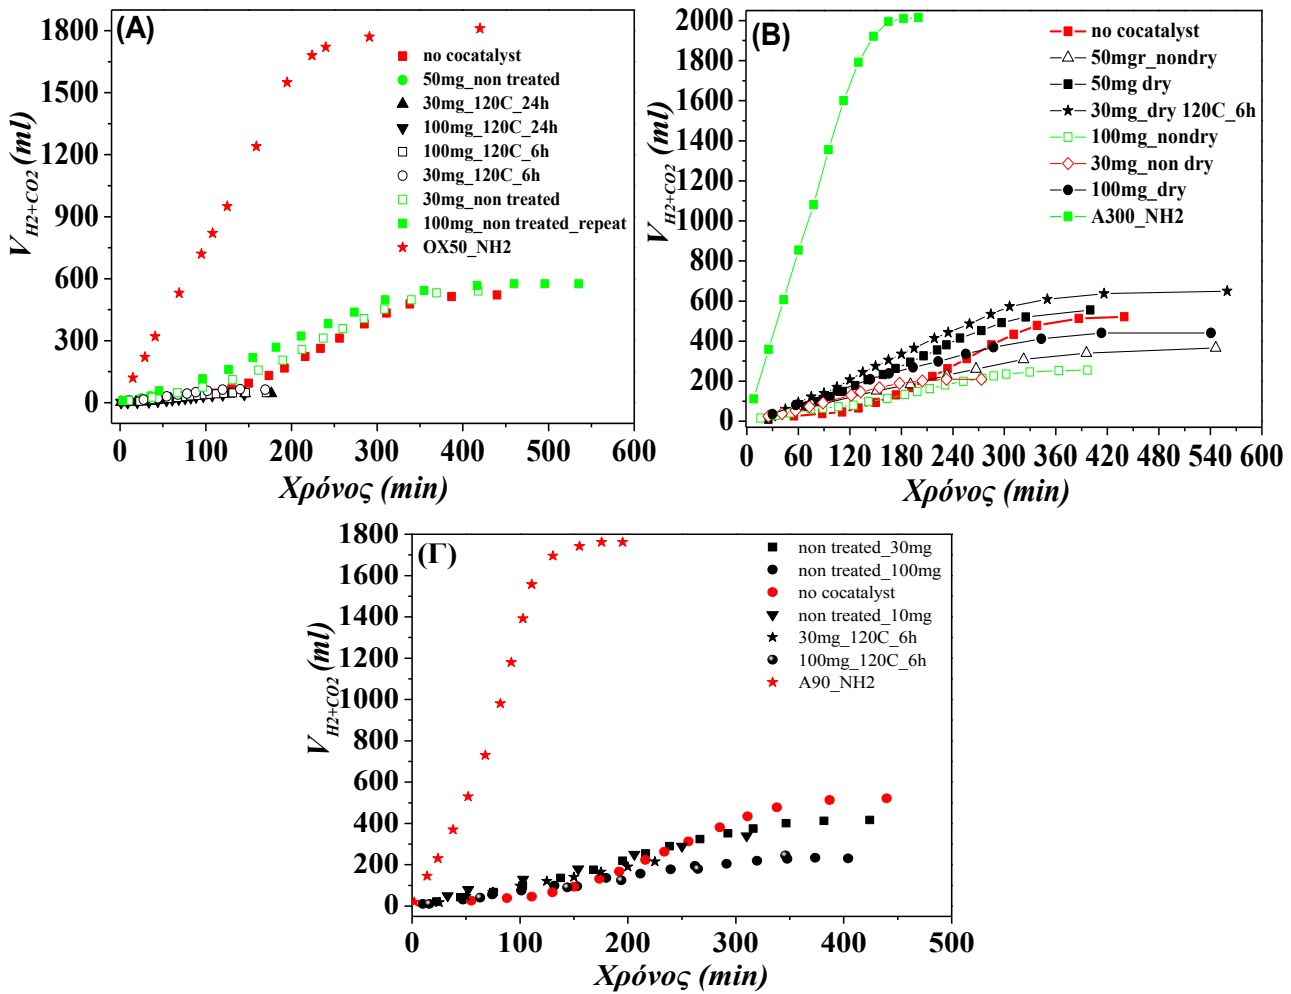 (A)
1800
1500
1200
900
600
300
0
V H2+CO2 (ml)
no cocatalyst
50mg_non treated
30mg_120C_24h
100mg_120C_24h
100mg_120C_6h
30mg_120C_6h
30mg_non treated
100mg_non treated_repeat
OX50_NH2
0 100 200 300 400 500 600
Χρόνος (min)
(B)
2000
1800
1600
1400
1200
1000
800
600
400
200
0
V H2+CO2 (ml)
no cocatalyst
50mgr_nondry
50mg dry
30mg_dry 120C_6h
100mg_nondry
30mg_non dry
100mg_dry
A300_NH2
0 60 120 180 240 300 360 420 480 540 600
Χρόνος (min)
(Γ)
1800
1600
1400
1200
1000
800
600
400
200
0
V H2+CO2 (ml)
non treated_30mg
non treated_100mg
no cocatalyst
non treated_10mg
30mg_120C_6h
100mg_120C_6h
A90_NH2
0 100 200 300 400 500
Χρόνος (min)